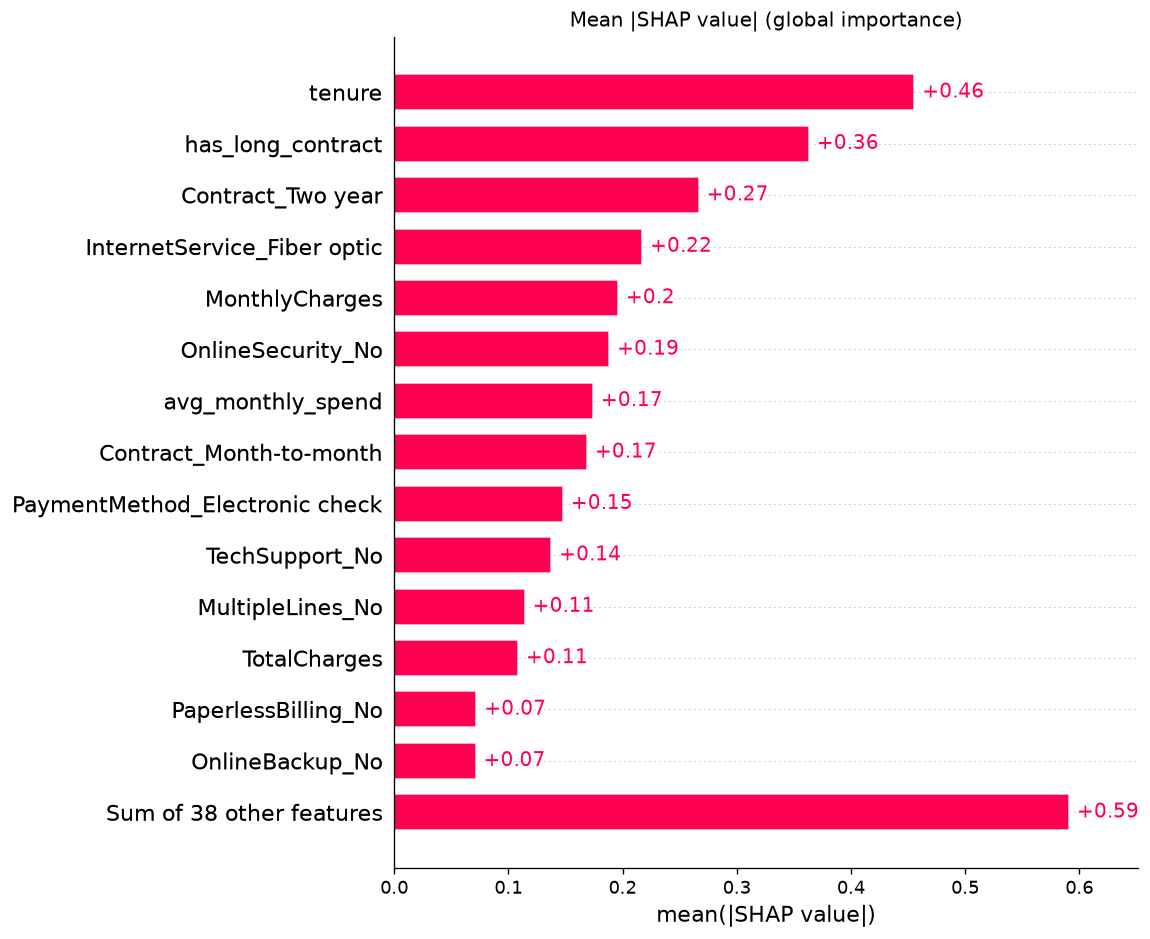 Mean |SHAP value| (global importance)
tenure +0.46
has_long_contract +0.36
Contract_Two year +0.27
InternetService_Fiber optic +0.22
MonthlyCharges +0.2
OnlineSecurity_No +0.19
avg_monthly_spend +0.17
Contract_Month-to-month +0.17
PaymentMethod_Electronic check +0.15
TechSupport_No +0.14
MultipleLines_No +0.11
TotalCharges +0.11
PaperlessBilling_No +0.07
OnlineBackup_No +0.07
Sum of 38 other features +0.59
0.0 0.1 0.2 0.3 0.4 0.5 0.6
mean(|SHAP value|)